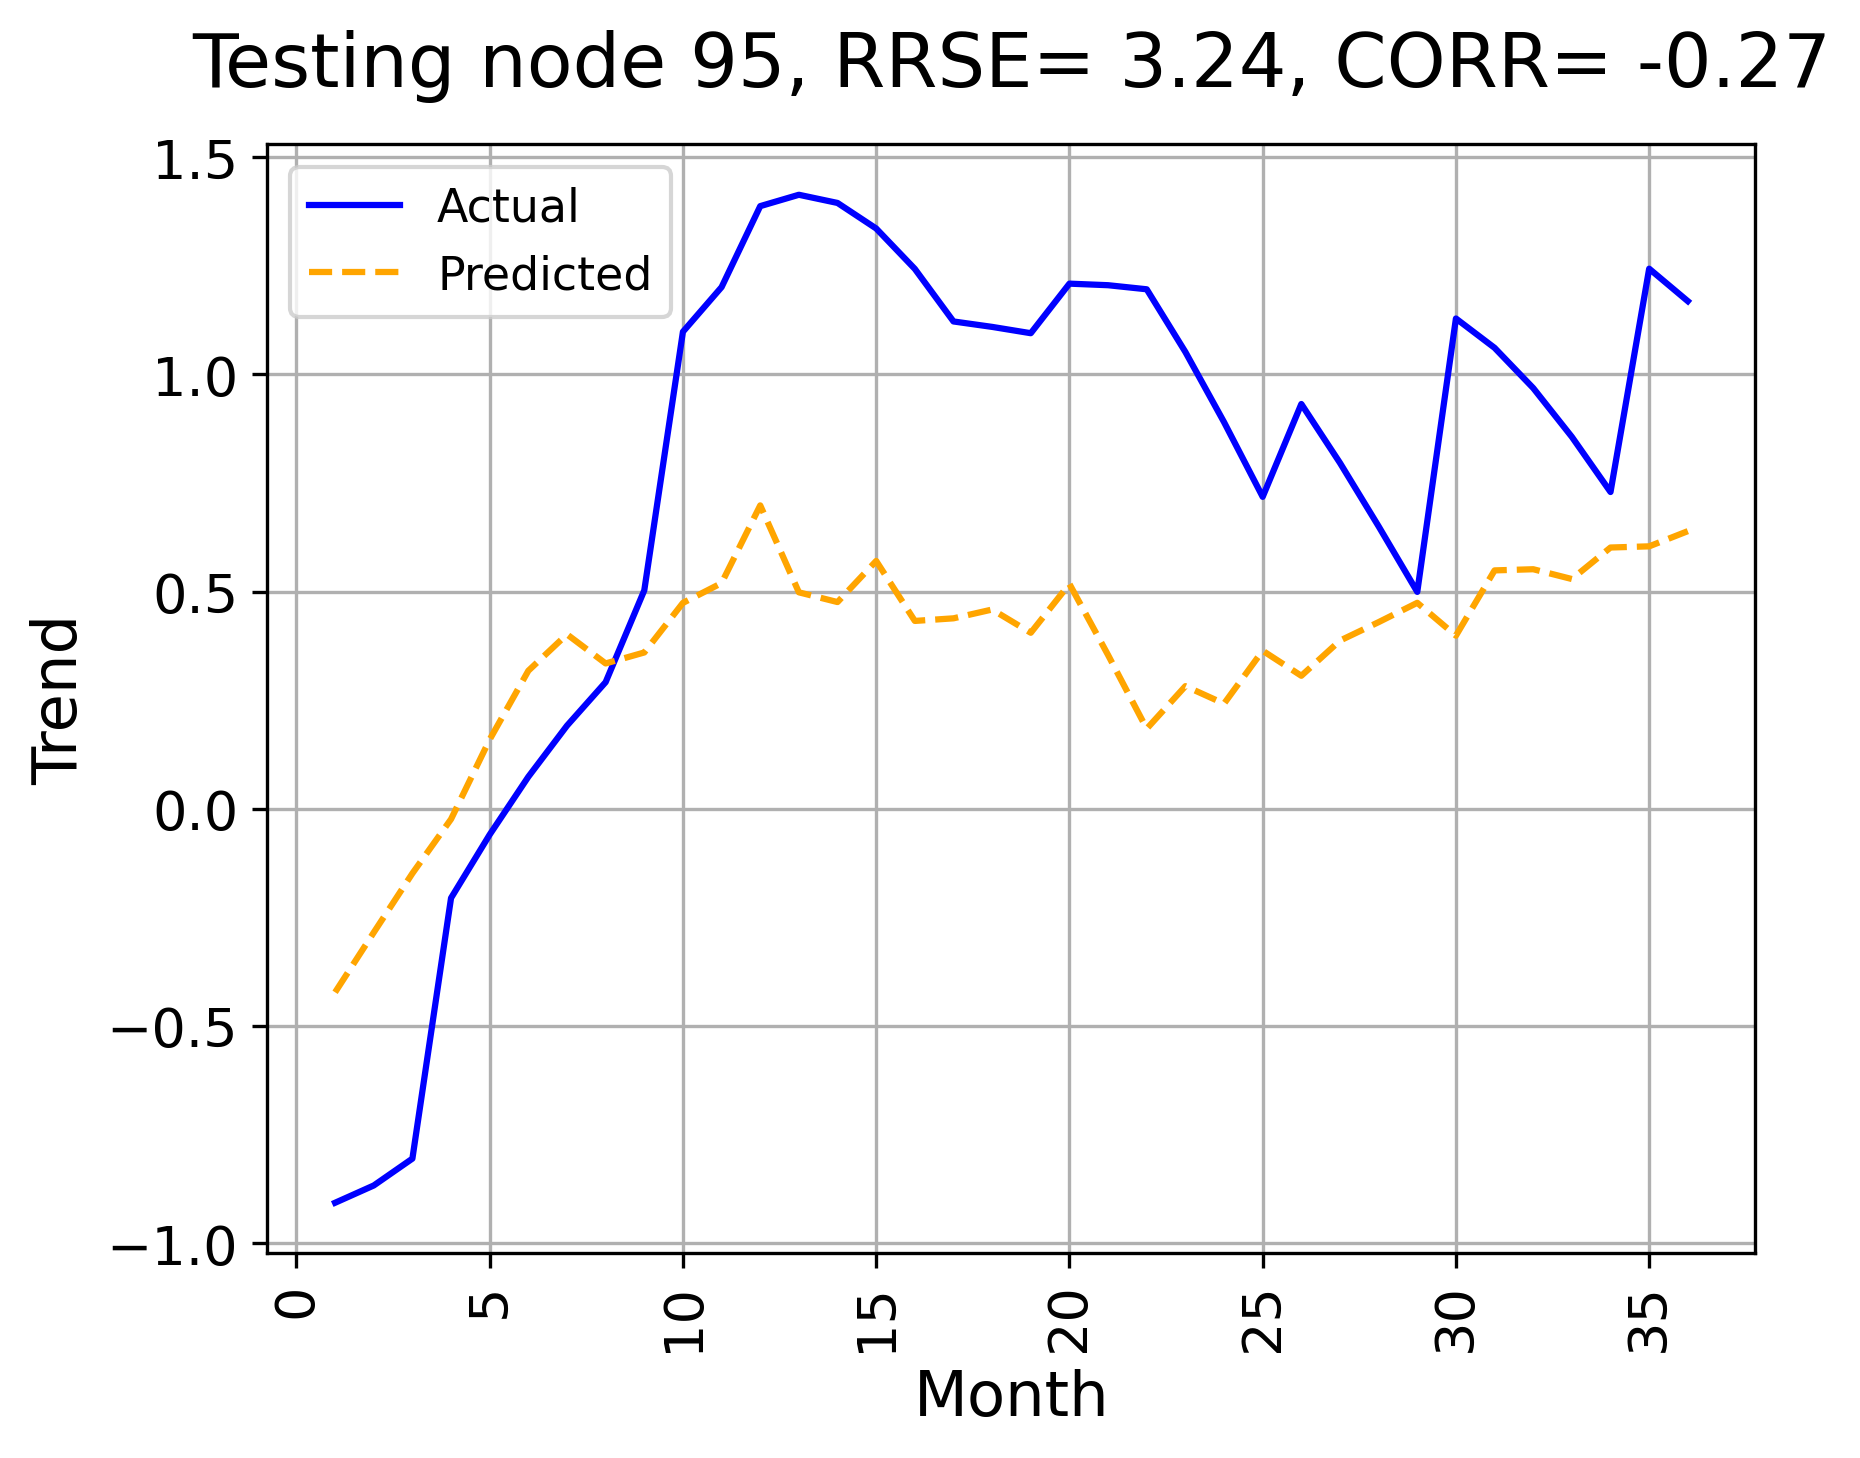 Testing node 95, RRSE= 3.24, CORR= -0.27
Actual
Predicted
1.5
1.0
0.5
0.0
−0.5
−1.0
Trend
0
5
10
15
20
25
30
35
Month